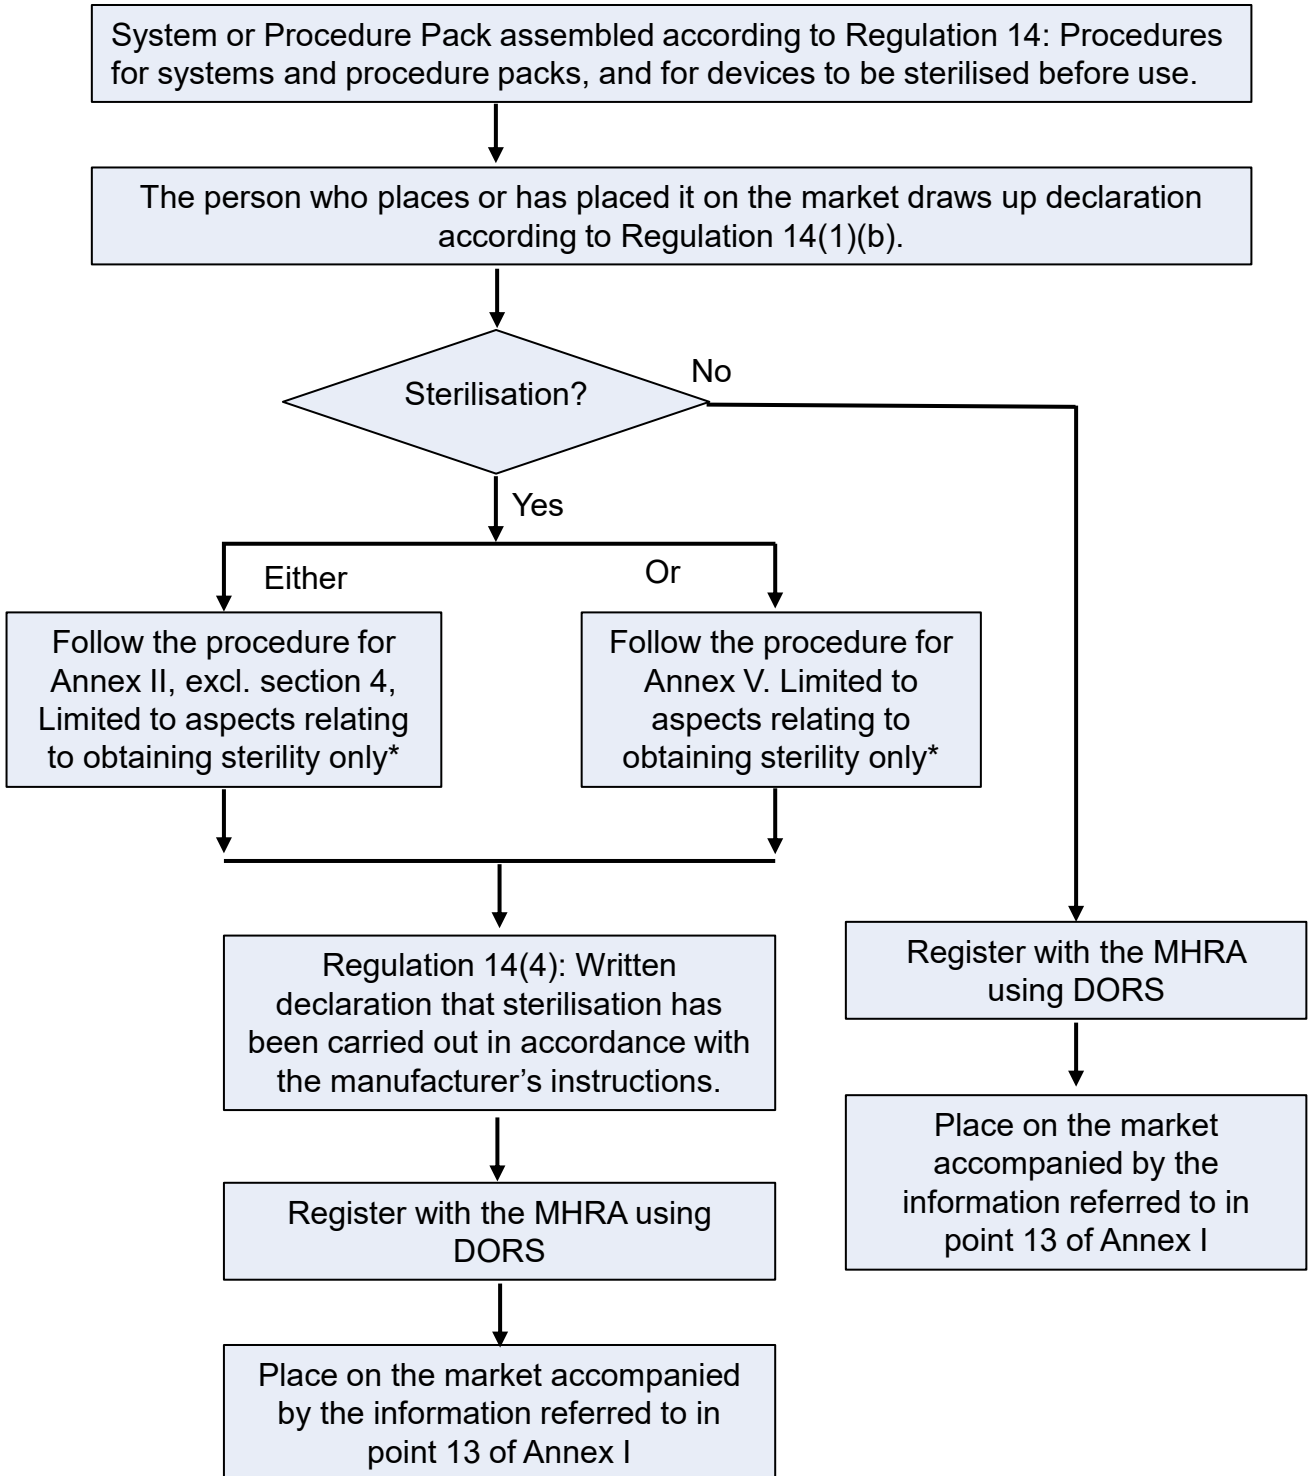 System or Procedure Pack assembled according to Regulation 14: Procedures
for systems and procedure packs, and for devices to be sterilised before use.
The person who places or has placed it on the market draws up declaration
according to Regulation 14(1)(b).
Sterilisation?
No
Yes
Either
Or
Follow the procedure for
Annex II, excl. section 4,
Limited to aspects relating
to obtaining sterility only*
Follow the procedure for
Annex V. Limited to
aspects relating to
obtaining sterility only*
Regulation 14(4): Written
declaration that sterilisation has
been carried out in accordance with
the manufacturer’s instructions.
Register with the MHRA using
DORS
Place on the market accompanied
by the information referred to in
point 13 of Annex I
Register with the MHRA
using DORS
Place on the market
accompanied by the
information referred to in
point 13 of Annex I